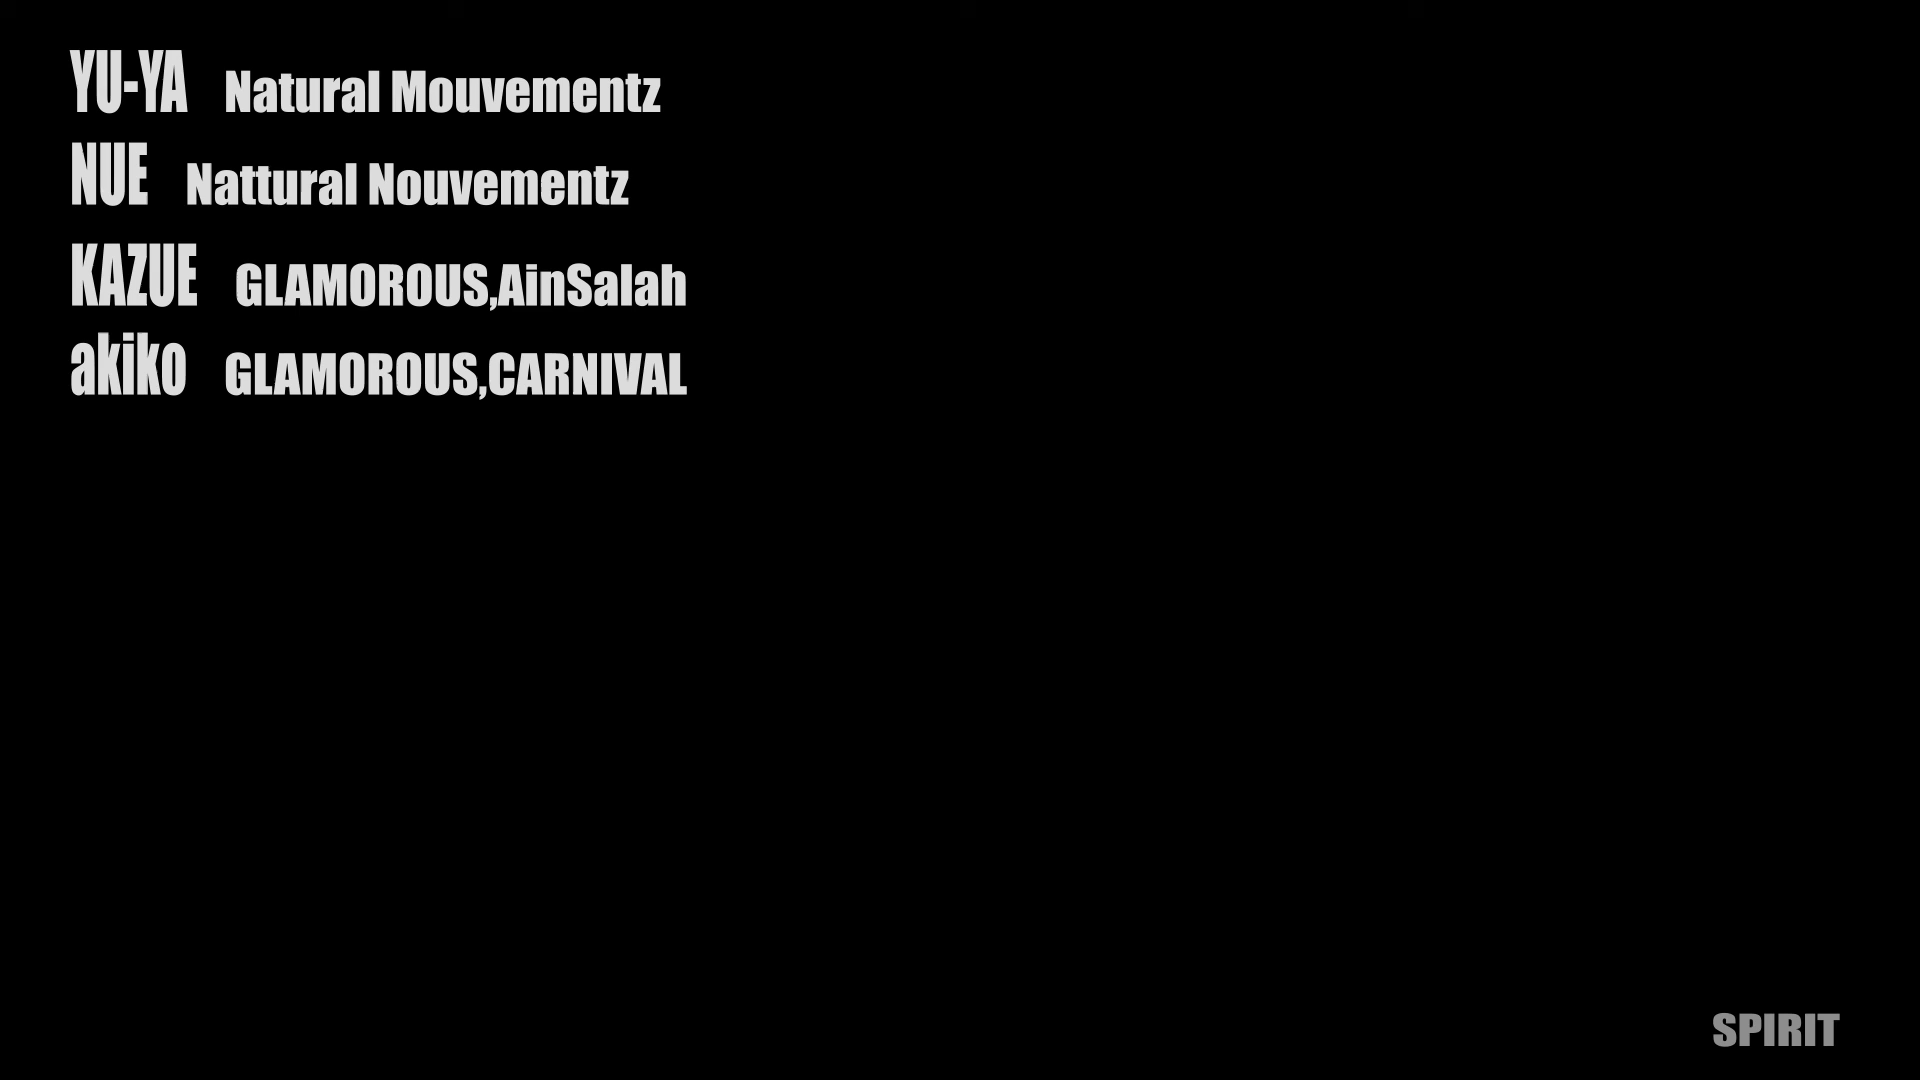 YU-YA Natural Mouvementz
NUE Nattural Nouvementz
KAZUE GLAMOROUS,AinSalah
akiko GLAMOROUS,CARNIVAL
SPIRIT